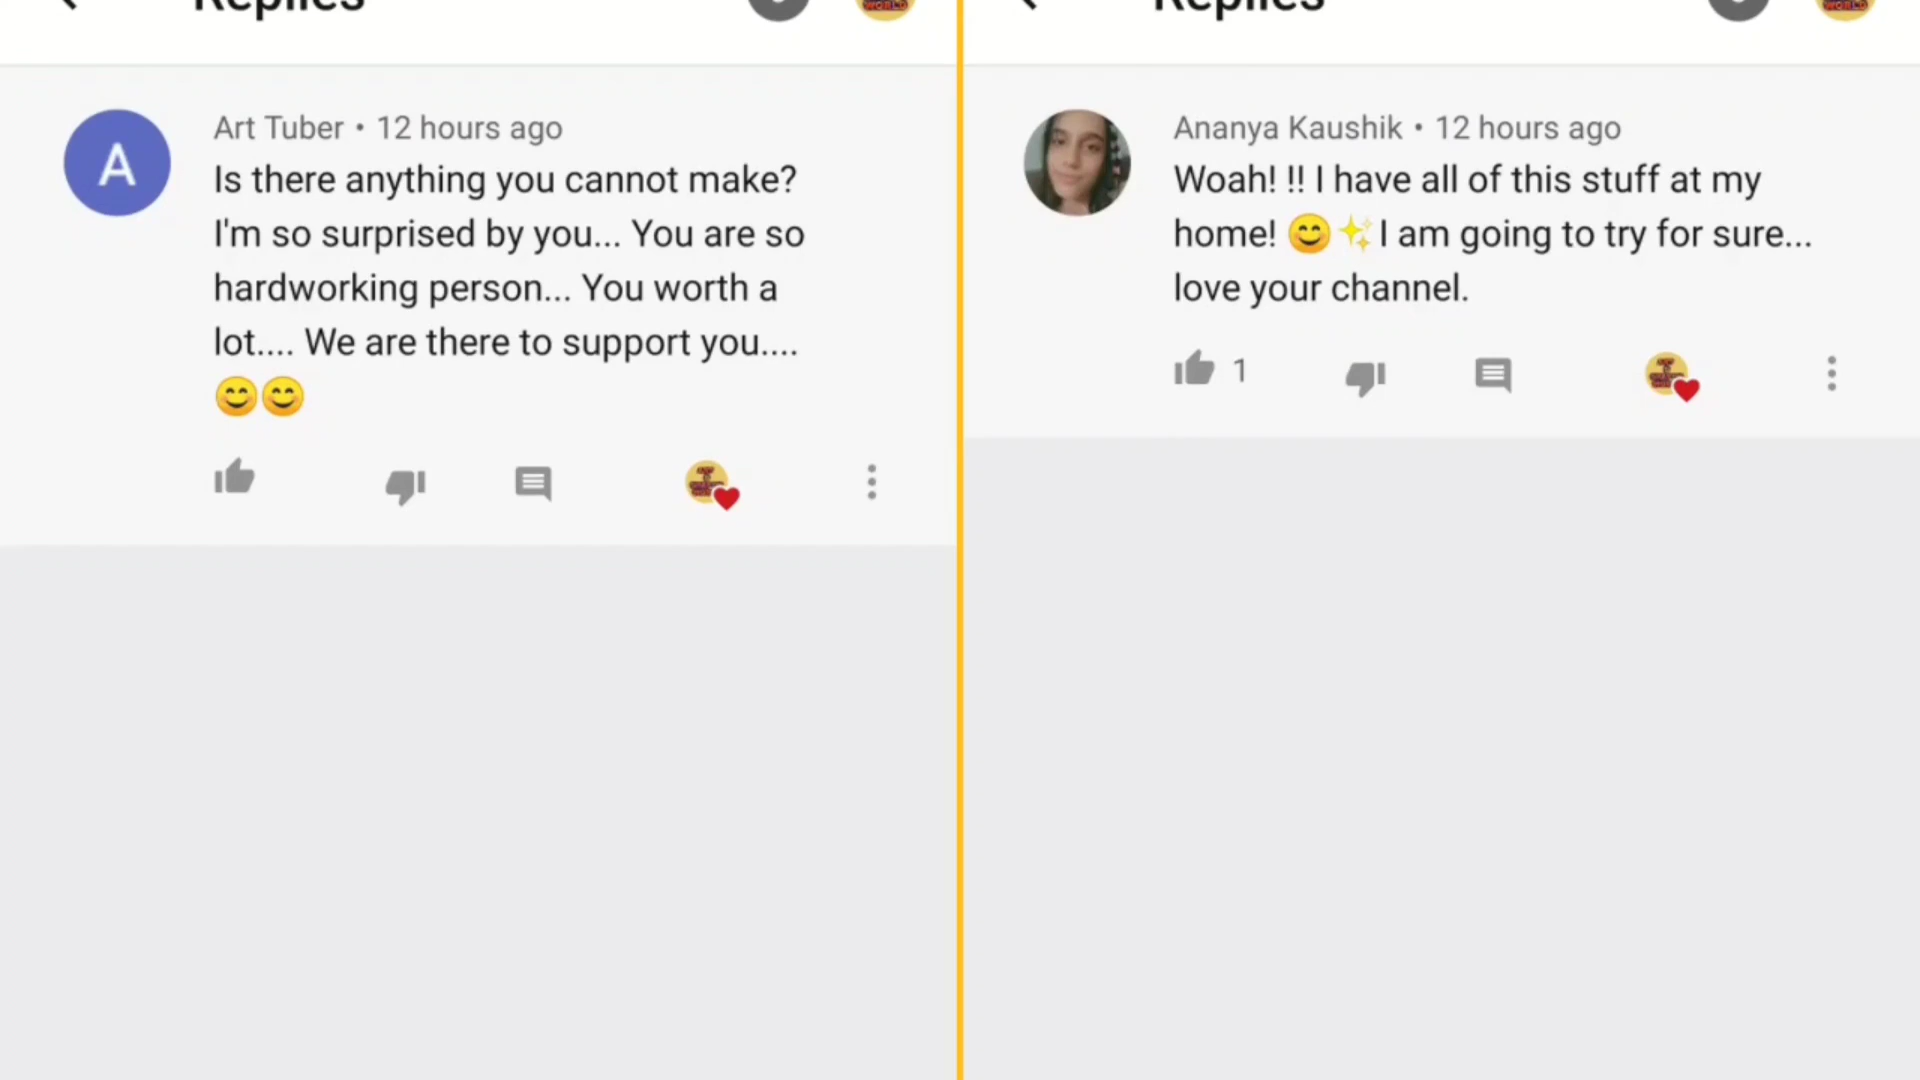 Replies
Art Tuber • 12 hours ago
Is there anything you cannot make?
I'm so surprised by you... You are so
hardworking person... You worth a
lot.... We are there to support you....
😊😊
Replies
Ananya Kaushik • 12 hours ago
Woah! !! I have all of this stuff at my
home! 😊✨ I am going to try for sure...
love your channel.
1